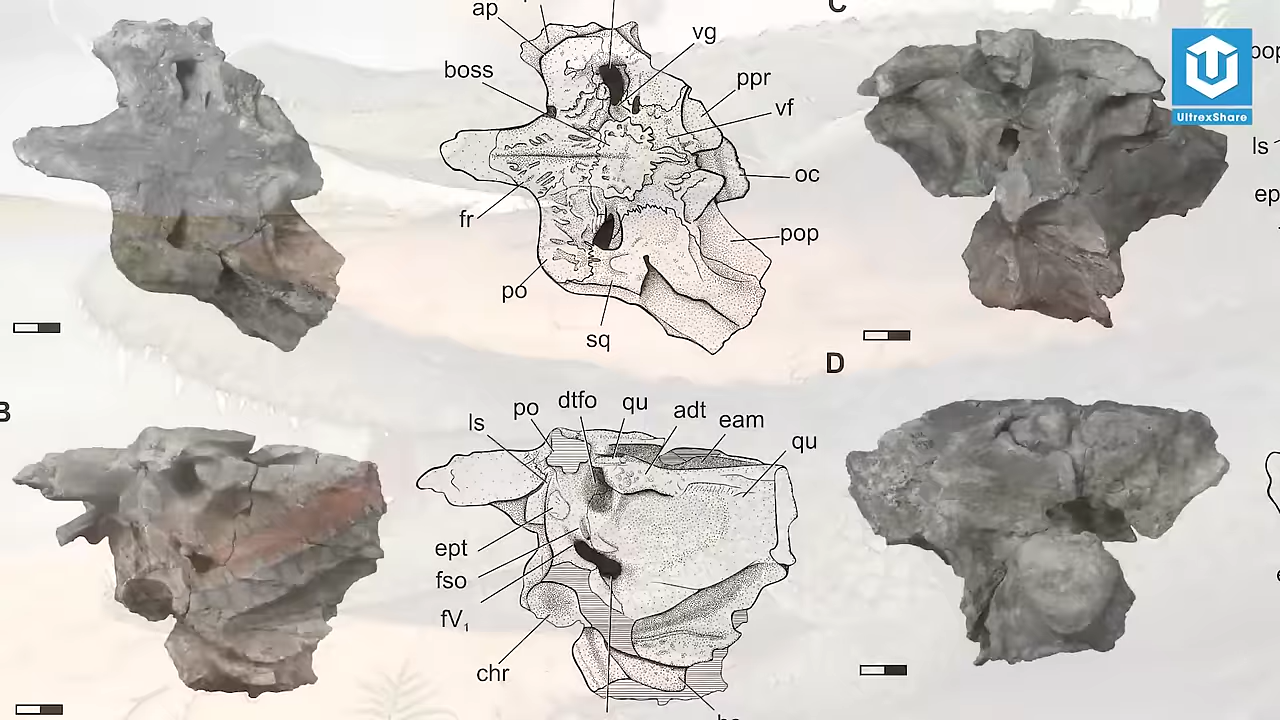 ap
vg
boss
ppr
vf
oc
fr
pop
po
sq
C
UltrexShare
pop
ls
ep
B
ls
po
dtfo
qu
adt
eam
qu
ept
fso
fV₁
chr
D